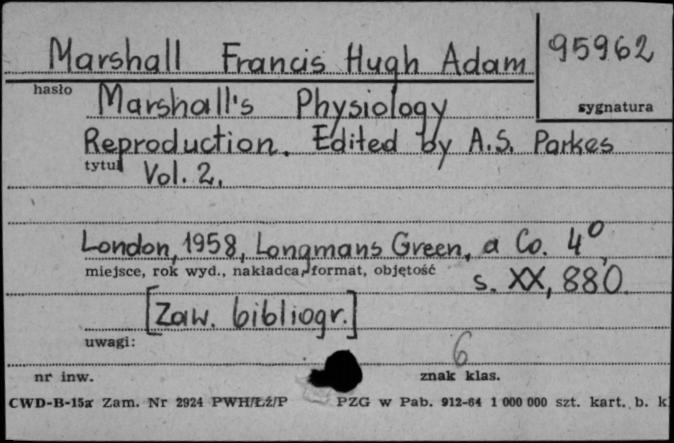 Marshall Francis Hugh Adam 95962
hasło sygnatura
Marshall's Physiology
Reproduction. Edited by A.S. Parkes
tytuł Vol. 2.
London, 1958, Longmans Green, a Co. 4º,
miejsce, rok wyd., nakładca, format, objętość
s. XX, 880.
[Zaw. bibliogr.]
uwagi:
6
nr inw. znak klas.
CWD-B-15a Zam. Nr 2924 PWH/Łź/P PZG w Pab. 912-64 1 000 000 szt. kart. b. k